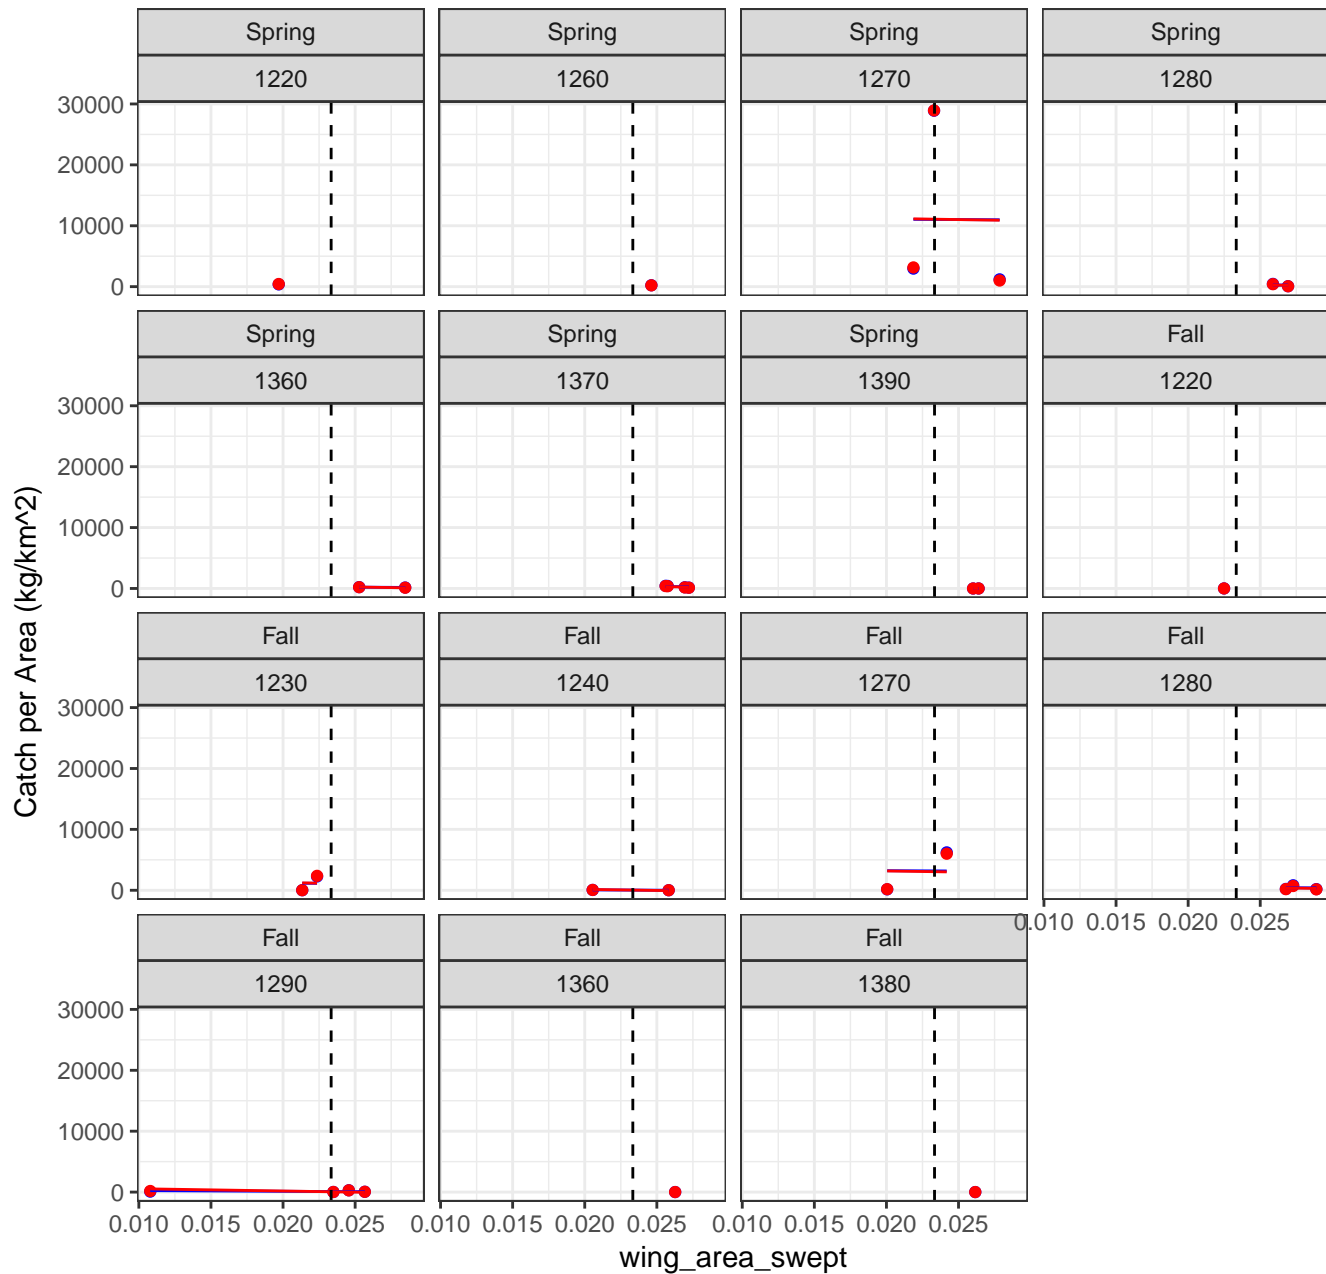 Spring Spring Spring Spring
1220 1260 1270 1280
30000
20000
10000
0
Spring Spring Spring Fall
1360 1370 1390 1220
30000
20000
10000
0
Fall Fall Fall Fall
1230 1240 1270 1280
30000
20000
10000
0
0.010 0.015 0.020 0.025
Fall Fall Fall
1290 1360 1380
30000
20000
10000
0
0.010 0.015 0.020 0.025 0.010 0.015 0.020 0.025 0.010 0.015 0.020 0.025
wing_area_swept
Catch per Area (kg/km^2)